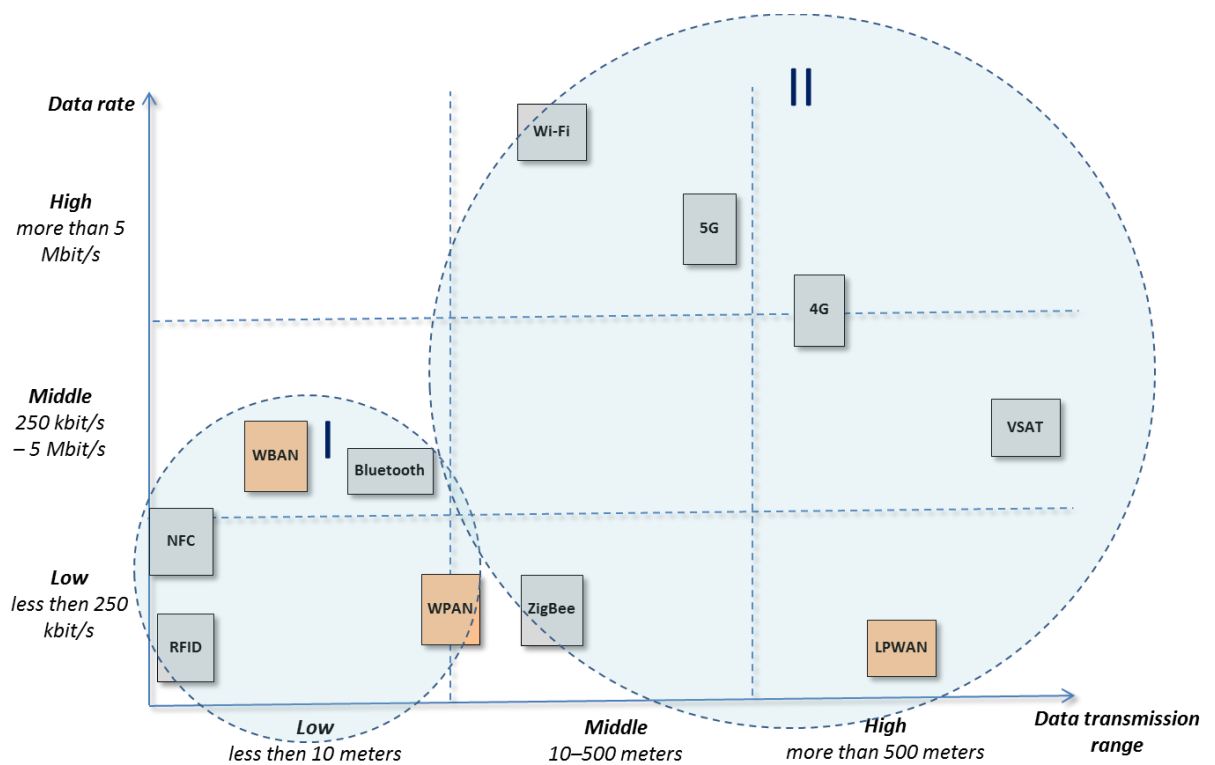 Data rate
High
more than 5
Mbit/s
Middle
250 kbit/s
– 5 Mbit/s
Low
less then 250
kbit/s
II
Wi-Fi
5G
4G
VSAT
I
WBAN
Bluetooth
NFC
WPAN
ZigBee
RFID
LPWAN
Low
less then 10 meters
Middle
10–500 meters
High
more than 500 meters
Data transmission
range